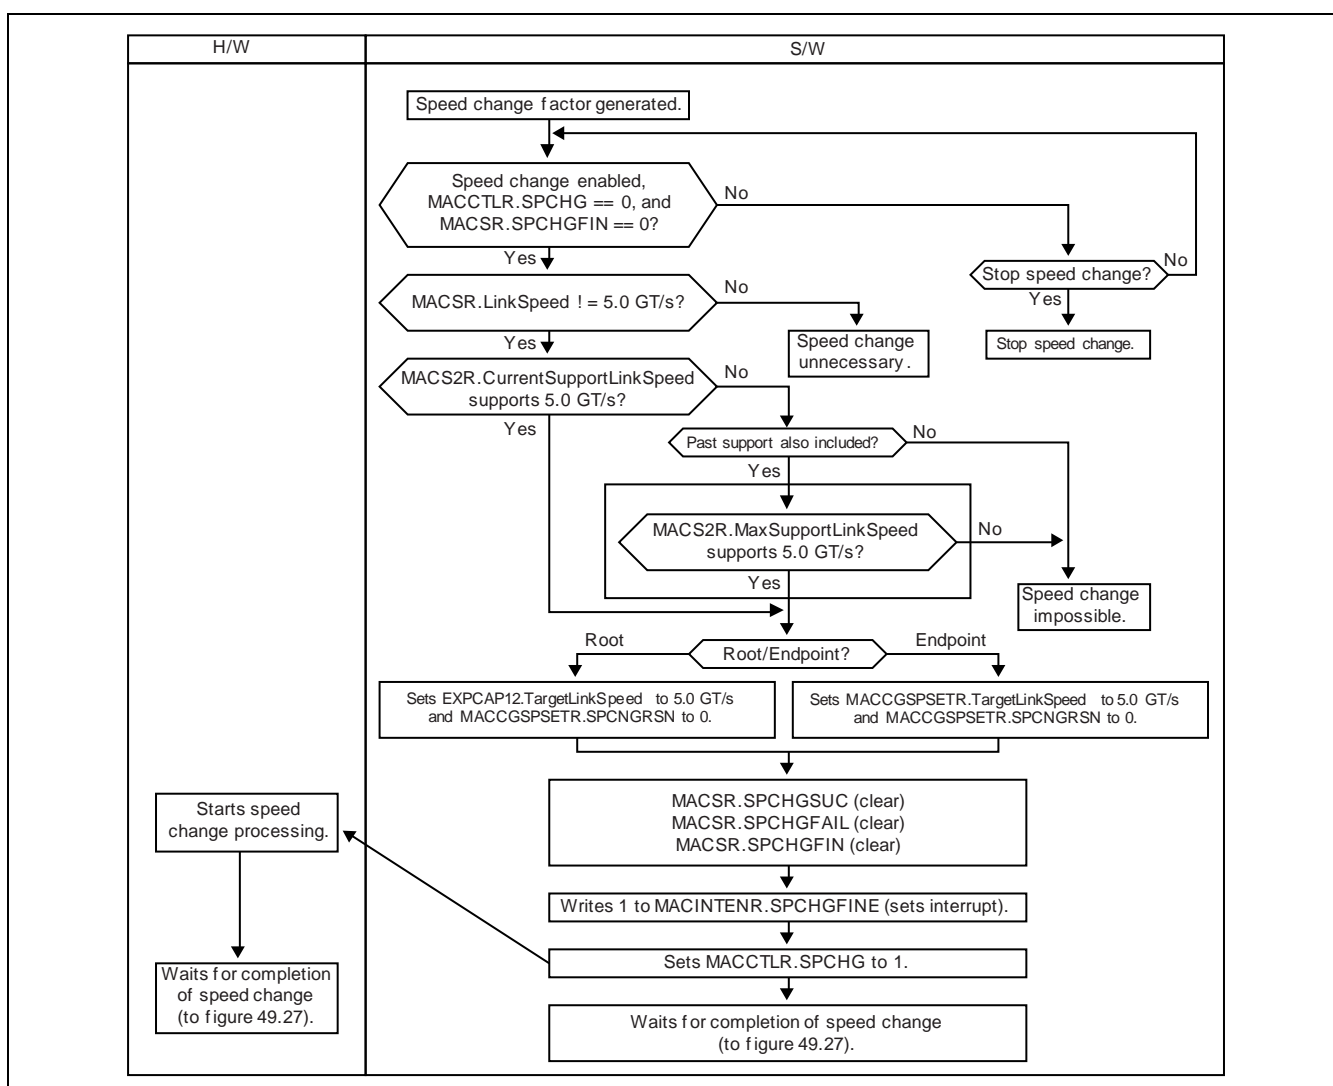 H/W
S/W
Speed change factor generated.
Speed change enabled,
MACCTLR.SPCHG == 0, and
MACSR.SPCHGFIN == 0?
No
Yes
Stop speed change?
No
Yes
Stop speed change.
MACSR.LinkSpeed != 5.0 GT/s?
No
Yes
Speed change
unnecessary.
MACS2R.CurrentSupportLinkSpeed
supports 5.0 GT/s?
No
Yes
Past support also included?
No
Yes
MACS2R.MaxSupportLinkSpeed
supports 5.0 GT/s?
No
Yes
Speed change
impossible.
Root
Root/Endpoint?
Endpoint
Sets EXPCAP12.TargetLinkSpeed to 5.0 GT/s
and MACCGSPSETR.SPCNGRSN to 0.
Sets MACCGSPSETR.TargetLinkSpeed to 5.0 GT/s
and MACCGSPSETR.SPCNGRSN to 0.
MACSR.SPCHGSUC (clear)
MACSR.SPCHGFAIL (clear)
MACSR.SPCHGFIN (clear)
Starts speed
change processing.
Writes 1 to MACINTENR.SPCHGFINE (sets interrupt).
Sets MACCTLR.SPCHG to 1.
Waits for completion
of speed change
(to figure 49.27).
Waits for completion of speed change
(to figure 49.27).